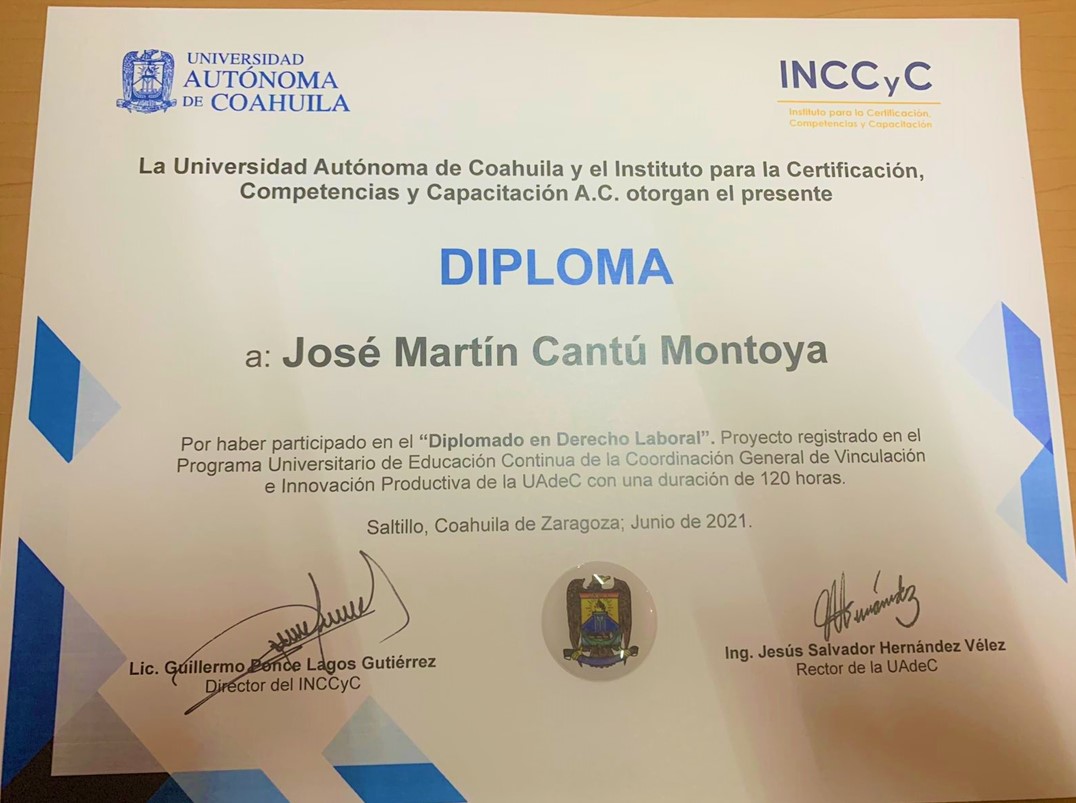 UNIVERSIDAD
AUTÓNOMA
DE COAHUILA
INCCyC
Instituto para la Certificación,
Competencias y Capacitación
La Universidad Autónoma de Coahuila y el Instituto para la Certificación,
Competencias y Capacitación A.C. otorgan el presente
DIPLOMA
a: José Martín Cantú Montoya
Por haber participado en el “Diplomado en Derecho Laboral”. Proyecto registrado en el
Programa Universitario de Educación Continua de la Coordinación General de Vinculación
e Innovación Productiva de la UAdeC con una duración de 120 horas.
Saltillo, Coahuila de Zaragoza; Junio de 2021.
Lic. Guillermo Ponce Lagos Gutiérrez
Director del INCCyC
Ing. Jesús Salvador Hernández Vélez
Rector de la UAdeC